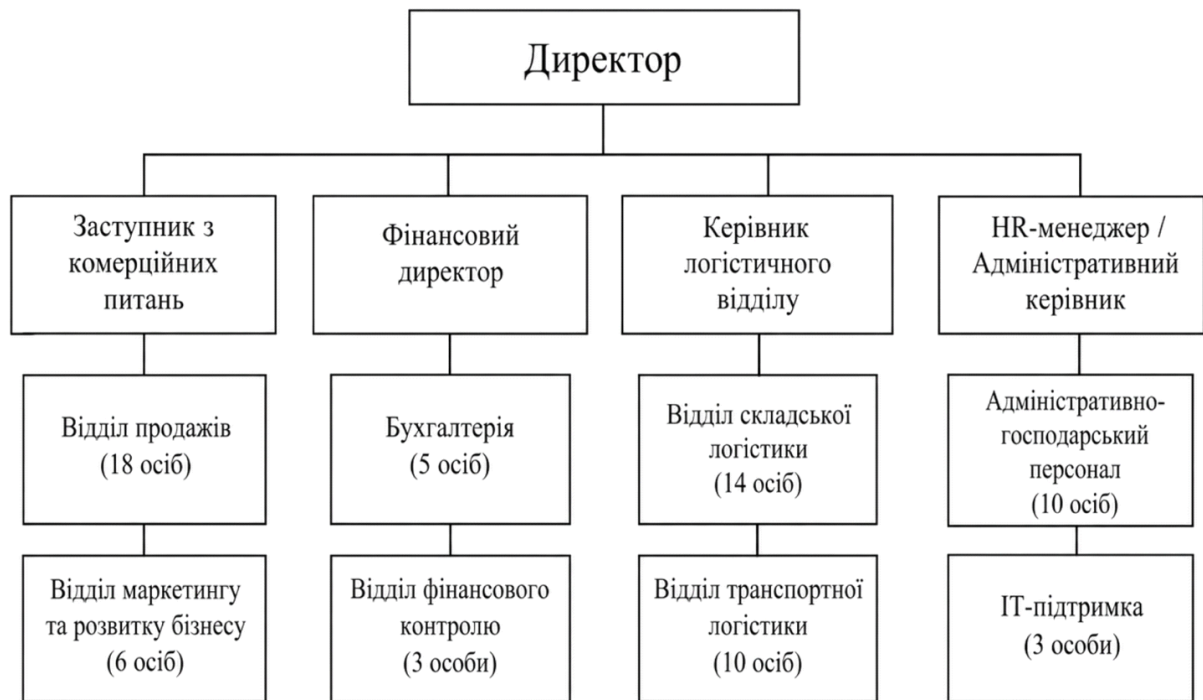 Директор
Заступник з
комерційних
питань
Фінансовий
директор
Керівник
логістичного
відділу
HR-менеджер /
Адміністративний
керівник
Відділ продажів
(18 осіб)
Бухгалтерія
(5 осіб)
Відділ складської
логістики
(14 осіб)
Адміністративно-
господарський
персонал
(10 осіб)
Відділ маркетингу
та розвитку бізнесу
(6 осіб)
Відділ фінансового
контролю
(3 особи)
Відділ транспортної
логістики
(10 осіб)
ІТ-підтримка
(3 особи)